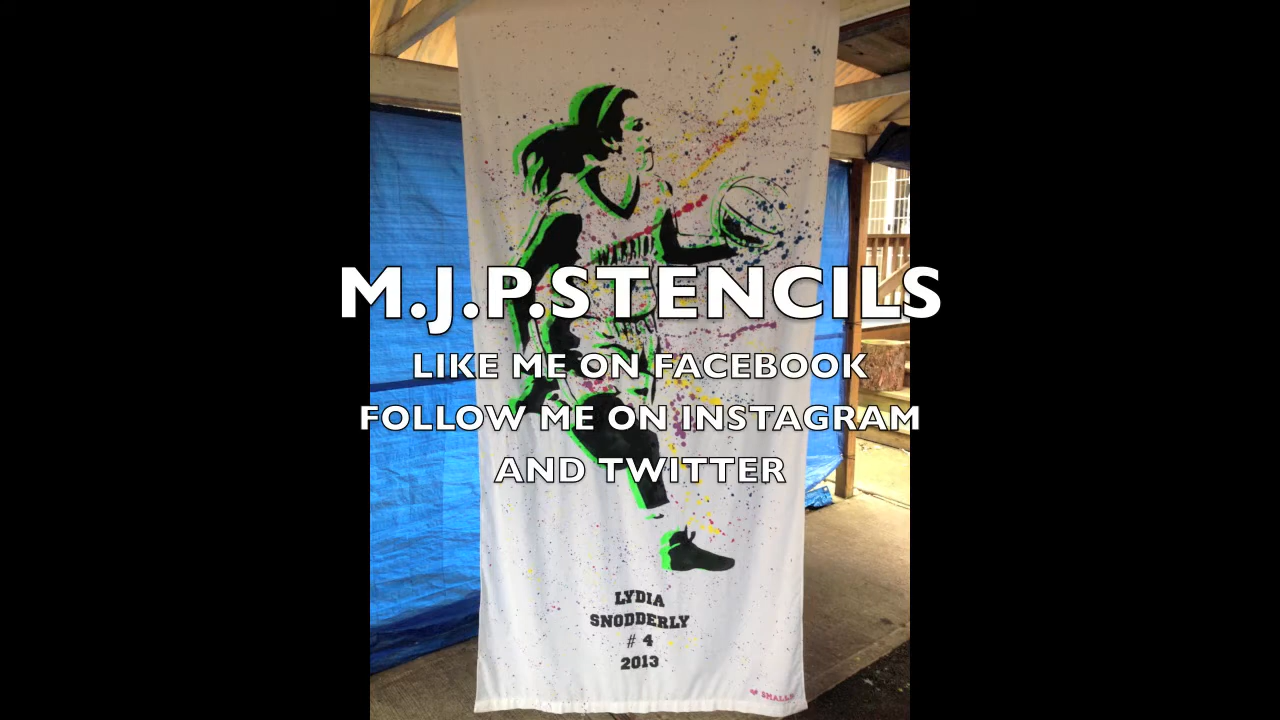 M.J.P.STENCILS
LIKE ME ON FACEBOOK
FOLLOW ME ON INSTAGRAM
AND TWITTER
LYDIA
SNODDERLY
# 4
2013